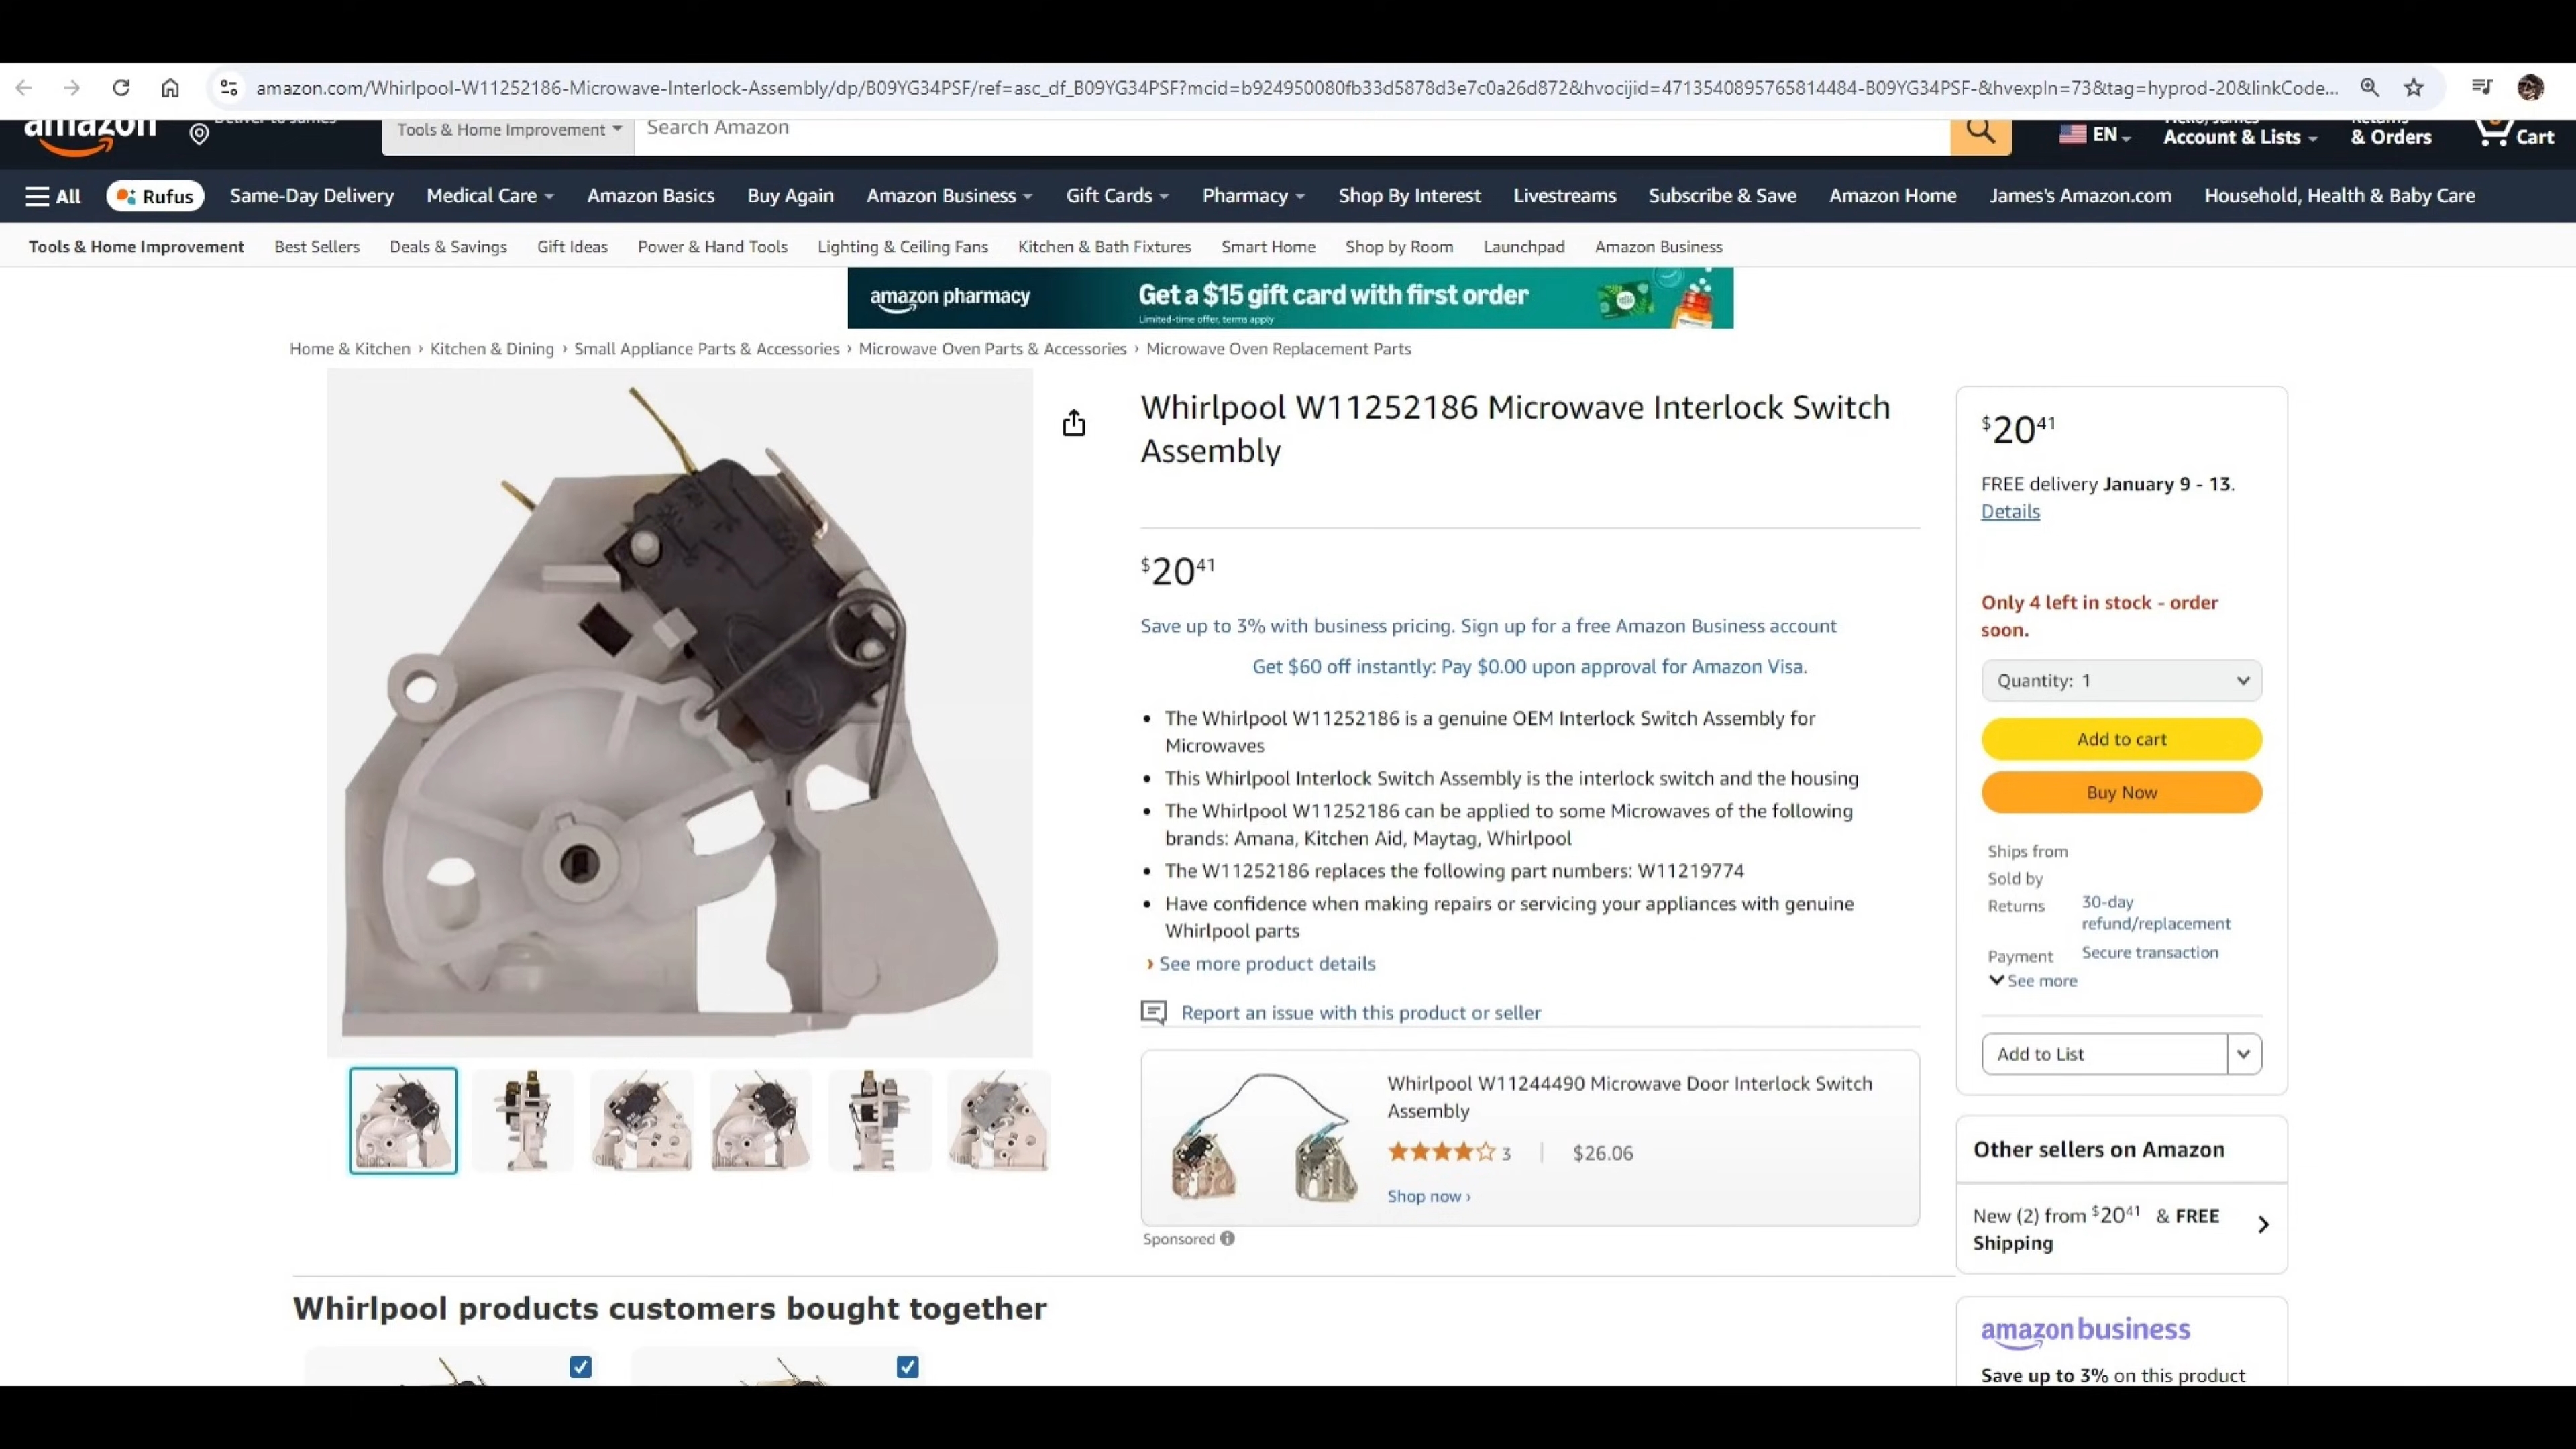 amazon.com/Whirlpool-W11252186-Microwave-Interlock-Assembly/dp/B09YG34PSF/ref=asc_df_B09YG34PSF?mcid=b924950080fb33d5878d3e7c0a26d872&hvocijid=4713540895765814484-B09YG34PSF-&hvexpln=73&tag=hyprod-20&linkCode...
amazon
Deliver to James
Tools & Home Improvement
Search Amazon
EN
Hello, James
Account & Lists
Returns
& Orders
Cart
All
Rufus
Same-Day Delivery
Medical Care
Amazon Basics
Buy Again
Amazon Business
Gift Cards
Pharmacy
Shop By Interest
Livestreams
Subscribe & Save
Amazon Home
James's Amazon.com
Household, Health & Baby Care
Tools & Home Improvement
Best Sellers
Deals & Savings
Gift Ideas
Power & Hand Tools
Lighting & Ceiling Fans
Kitchen & Bath Fixtures
Smart Home
Shop by Room
Launchpad
Amazon Business
amazon pharmacy
Get a $15 gift card with first order
Limited-time offer, terms apply
Home & Kitchen › Kitchen & Dining › Small Appliance Parts & Accessories › Microwave Oven Parts & Accessories › Microwave Oven Replacement Parts
Whirlpool W11252186 Microwave Interlock Switch
Assembly
$20 41
Save up to 3% with business pricing. Sign up for a free Amazon Business account
Get $60 off instantly: Pay $0.00 upon approval for Amazon Visa.
• The Whirlpool W11252186 is a genuine OEM Interlock Switch Assembly for
Microwaves
• This Whirlpool Interlock Switch Assembly is the interlock switch and the housing
• The Whirlpool W11252186 can be applied to some Microwaves of the following
brands: Amana, Kitchen Aid, Maytag, Whirlpool
• The W11252186 replaces the following part numbers: W11219774
• Have confidence when making repairs or servicing your appliances with genuine
Whirlpool parts
› See more product details
Report an issue with this product or seller
Whirlpool W11244490 Microwave Door Interlock Switch
Assembly
3 | $26.06
Shop now ›
Sponsored
$20 41
FREE delivery January 9 - 13.
Details
Only 4 left in stock - order
soon.
Quantity: 1
Add to cart
Buy Now
Ships from
Sold by
Returns
30-day
refund/replacement
Payment
Secure transaction
See more
Add to List
Other sellers on Amazon
New (2) from $20 41 & FREE
Shipping
amazon business
Save up to 3% on this product
Whirlpool products customers bought together